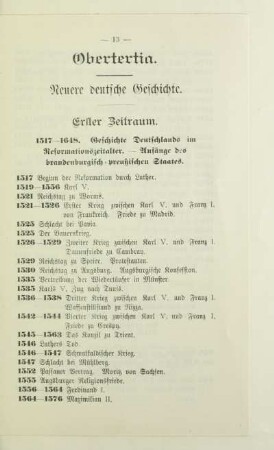 — 13 —
Obertertia.
Neuere deutsche Geschichte.
Erster Zeitraum.
1517—1648. Geschichte Deutschlands im
Reformationszeitalter. — Anfänge des
brandenburgisch-preußischen Staates.
1517 Beginn der Reformation durch Luther.
1519—1556 Karl V.
1521 Reichstag zu Worms.
1521—1526 Erster Krieg zwischen Karl V. und Franz I.
von Frankreich. Friede zu Madrid.
1525 Schlacht bei Pavia.
1525 Der Bauernkrieg.
1526—1529 Zweiter Krieg zwischen Karl V. und Franz I.
Damenfriede zu Cambray.
1529 Reichstag zu Speier. Protestanten.
1530 Reichstag zu Augsburg. Augsburgische Konfession.
1535 Vertreibung der Wiedertäufer in Münster
1535 Karls V. Zug nach Tunis.
1536—1538 Dritter Krieg zwischen Karl V. und Franz I.
Waffenstillstand zu Nizza.
1542—1544 Vierter Krieg zwischen Karl V. und Franz I.
Friede zu Crespy.
1545—1563 Das Konzil zu Trient.
1546 Luthers Tod.
1546—1547 Schmalkaldischer Krieg.
1547 Schlacht bei Mühlberg.
1552 Passauer Vertrag. Moritz von Sachsen.
1555 Augsburger Religionsfriede.
1556—1564 Ferdinand I.
1564—1576 Maximilian II.